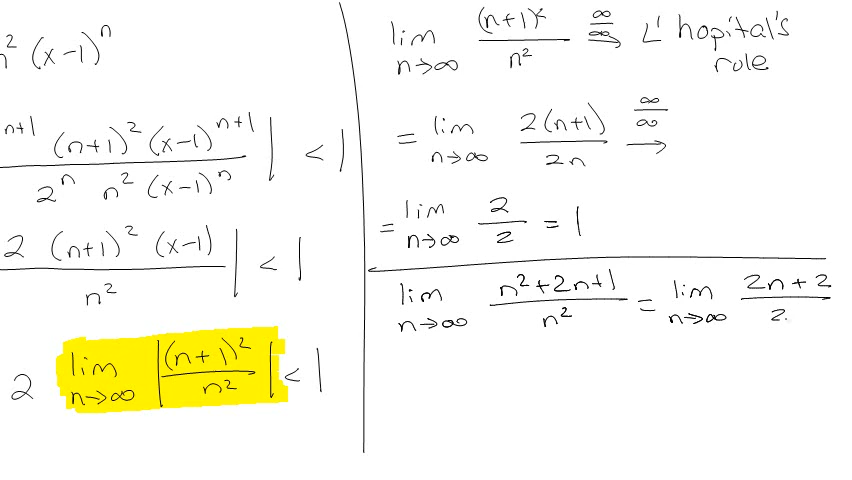 n² (x-1)ⁿ
n+1 (n+1)² (x-1)ⁿ⁺¹ | < 1
2ⁿ n² (x-1)ⁿ
2 (n+1)² (x-1) | < 1
n²
2 lim n→∞ | (n+1)² / n² | < 1
lim n→∞ (n+1)² / n² ∞/∞ → L' hopital's
rule
= lim n→∞ 2(n+1) / 2n ∞/∞ →
= lim n→∞ 2/2 = 1
lim n→∞ n²+2n+1 / n² = lim n→∞ 2n+2 / 2